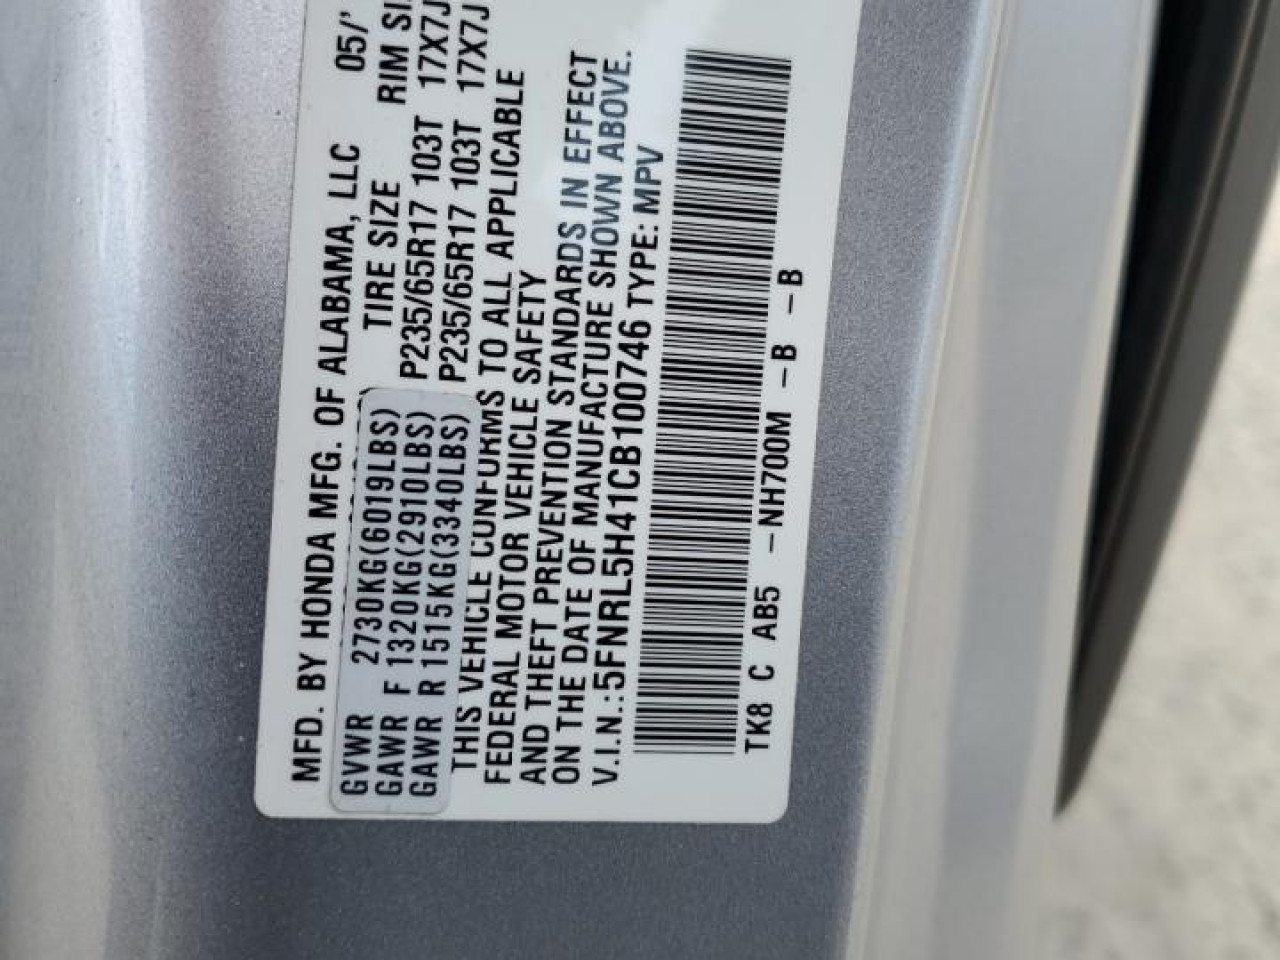 MFD. BY HONDA MFG. OF ALABAMA, LLC 05/'
TIRE SIZE RIM SI
GVWR 2730KG(6019LBS)
GAWR F 1320KG(2910LBS) P235/65R17 103T 17X7J
GAWR R 1515KG(3340LBS) P235/65R17 103T 17X7J
THIS VEHICLE CONFORMS TO ALL APPLICABLE
FEDERAL MOTOR VEHICLE SAFETY
AND THEFT PREVENTION STANDARDS IN EFFECT
ON THE DATE OF MANUFACTURE SHOWN ABOVE.
V.I.N.:5FNRL5H41CB100746 TYPE: MPV
TK8 C AB5 -NH700M -B -B